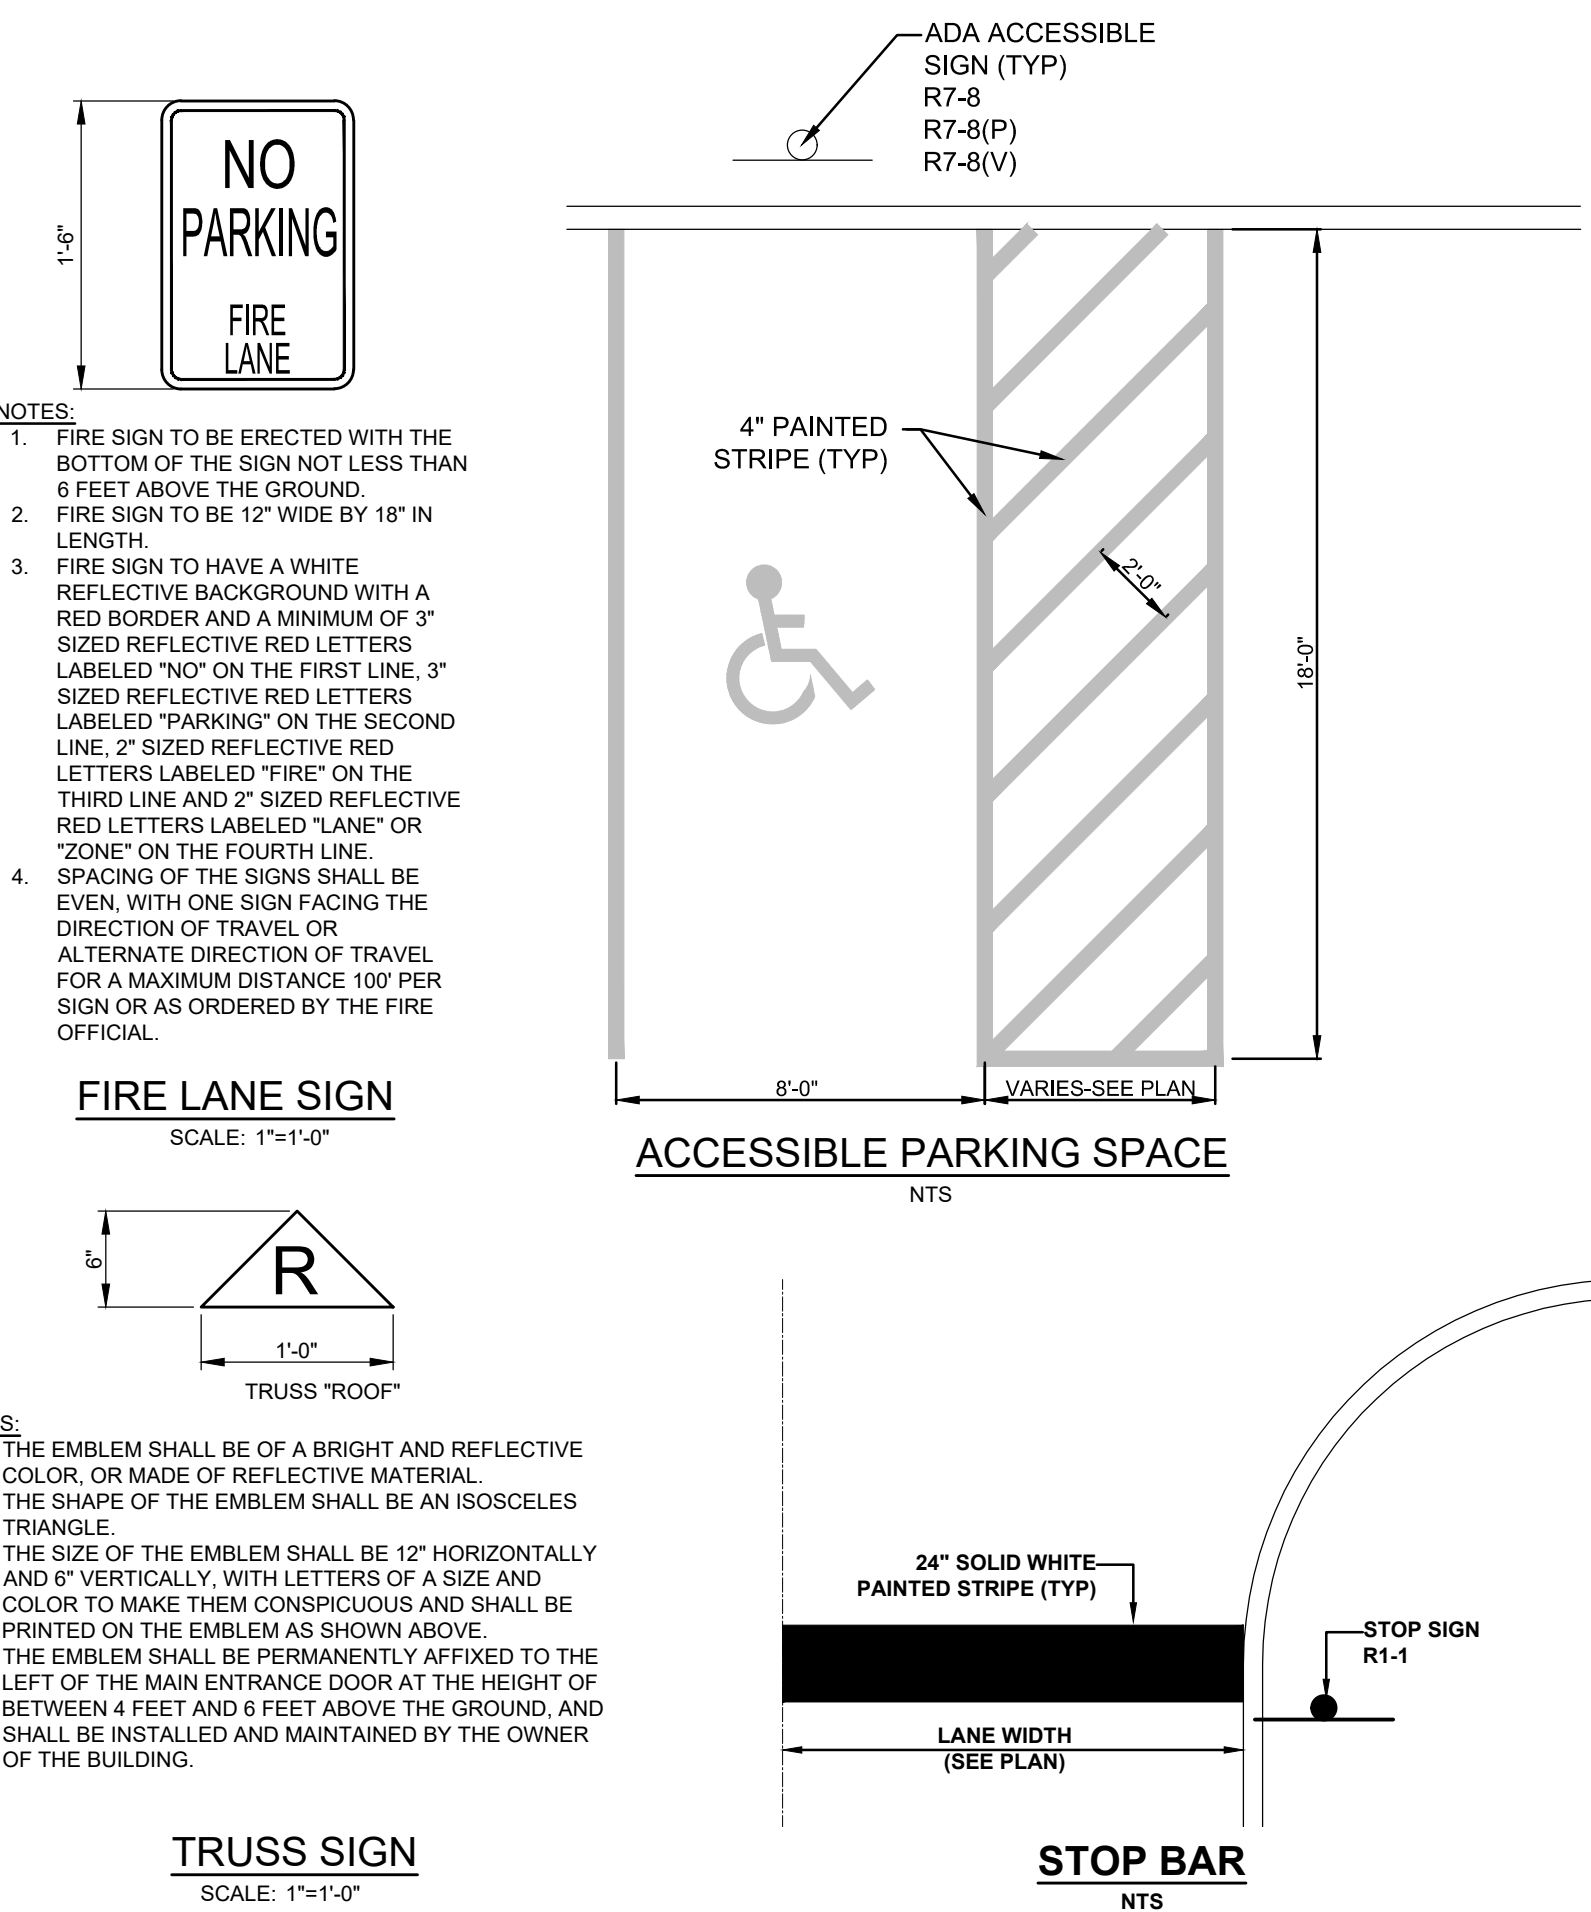 1'-6"
NO
PARKING
FIRE
LANE
NOTES:
1. FIRE SIGN TO BE ERECTED WITH THE
BOTTOM OF THE SIGN NOT LESS THAN
6 FEET ABOVE THE GROUND.
2. FIRE SIGN TO BE 12" WIDE BY 18" IN
LENGTH.
3. FIRE SIGN TO HAVE A WHITE
REFLECTIVE BACKGROUND WITH A
RED BORDER AND A MINIMUM OF 3"
SIZED REFLECTIVE RED LETTERS
LABELED "NO" ON THE FIRST LINE, 3"
SIZED REFLECTIVE RED LETTERS
LABELED "PARKING" ON THE SECOND
LINE, 2" SIZED REFLECTIVE RED
LETTERS LABELED "FIRE" ON THE
THIRD LINE AND 2" SIZED REFLECTIVE
RED LETTERS LABELED "LANE" OR
"ZONE" ON THE FOURTH LINE.
4. SPACING OF THE SIGNS SHALL BE
EVEN, WITH ONE SIGN FACING THE
DIRECTION OF TRAVEL OR
ALTERNATE DIRECTION OF TRAVEL
FOR A MAXIMUM DISTANCE 100' PER
SIGN OR AS ORDERED BY THE FIRE
OFFICIAL.
FIRE LANE SIGN
SCALE: 1"=1'-0"
ADA ACCESSIBLE
SIGN (TYP)
R7-8
R7-8(P)
R7-8(V)
4" PAINTED
STRIPE (TYP)
2'-0"
18'-0"
8'-0"
VARIES-SEE PLAN
ACCESSIBLE PARKING SPACE
NTS
6"
R
1'-0"
TRUSS "ROOF"
S:
THE EMBLEM SHALL BE OF A BRIGHT AND REFLECTIVE
COLOR, OR MADE OF REFLECTIVE MATERIAL.
THE SHAPE OF THE EMBLEM SHALL BE AN ISOSCELES
TRIANGLE.
THE SIZE OF THE EMBLEM SHALL BE 12" HORIZONTALLY
AND 6" VERTICALLY, WITH LETTERS OF A SIZE AND
COLOR TO MAKE THEM CONSPICUOUS AND SHALL BE
PRINTED ON THE EMBLEM AS SHOWN ABOVE.
THE EMBLEM SHALL BE PERMANENTLY AFFIXED TO THE
LEFT OF THE MAIN ENTRANCE DOOR AT THE HEIGHT OF
BETWEEN 4 FEET AND 6 FEET ABOVE THE GROUND, AND
SHALL BE INSTALLED AND MAINTAINED BY THE OWNER
OF THE BUILDING.
TRUSS SIGN
SCALE: 1"=1'-0"
24" SOLID WHITE
PAINTED STRIPE (TYP)
STOP SIGN
R1-1
LANE WIDTH
(SEE PLAN)
STOP BAR
NTS